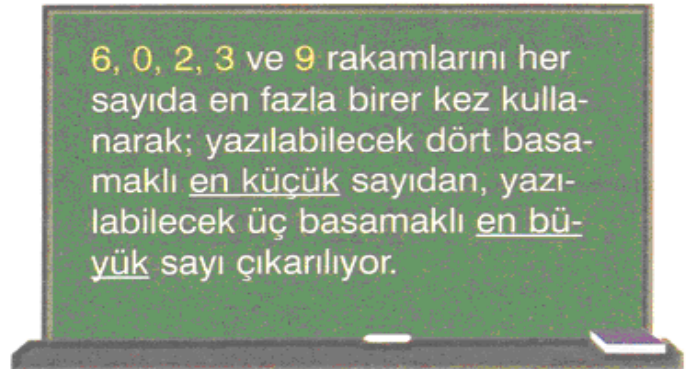 6, 0, 2, 3 ve 9 rakamlarını her
sayıda en fazla birer kez kulla-
narak; yazılabilecek dört basa-
maklı en küçük sayıdan, yazı-
labilecek üç basamaklı en bü-
yük sayı çıkarılıyor.